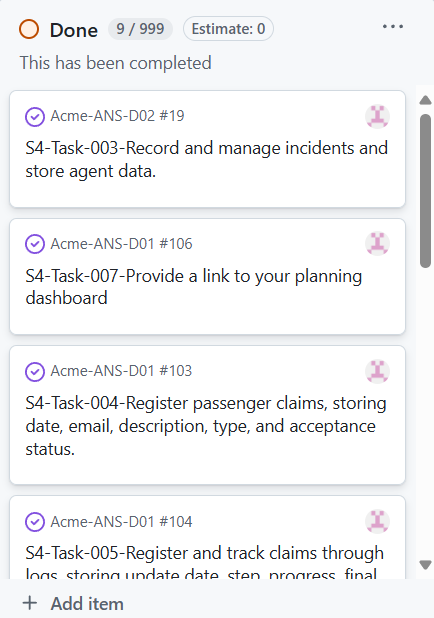 Done 9 / 999 Estimate: 0 ...
This has been completed
Acme-ANS-D02 #19
S4-Task-003-Record and manage incidents and
store agent data.
Acme-ANS-D01 #106
S4-Task-007-Provide a link to your planning
dashboard
Acme-ANS-D01 #103
S4-Task-004-Register passenger claims, storing
date, email, description, type, and acceptance
status.
Acme-ANS-D01 #104
S4-Task-005-Register and track claims through
logs, storing update date, step, progress, final
+ Add item